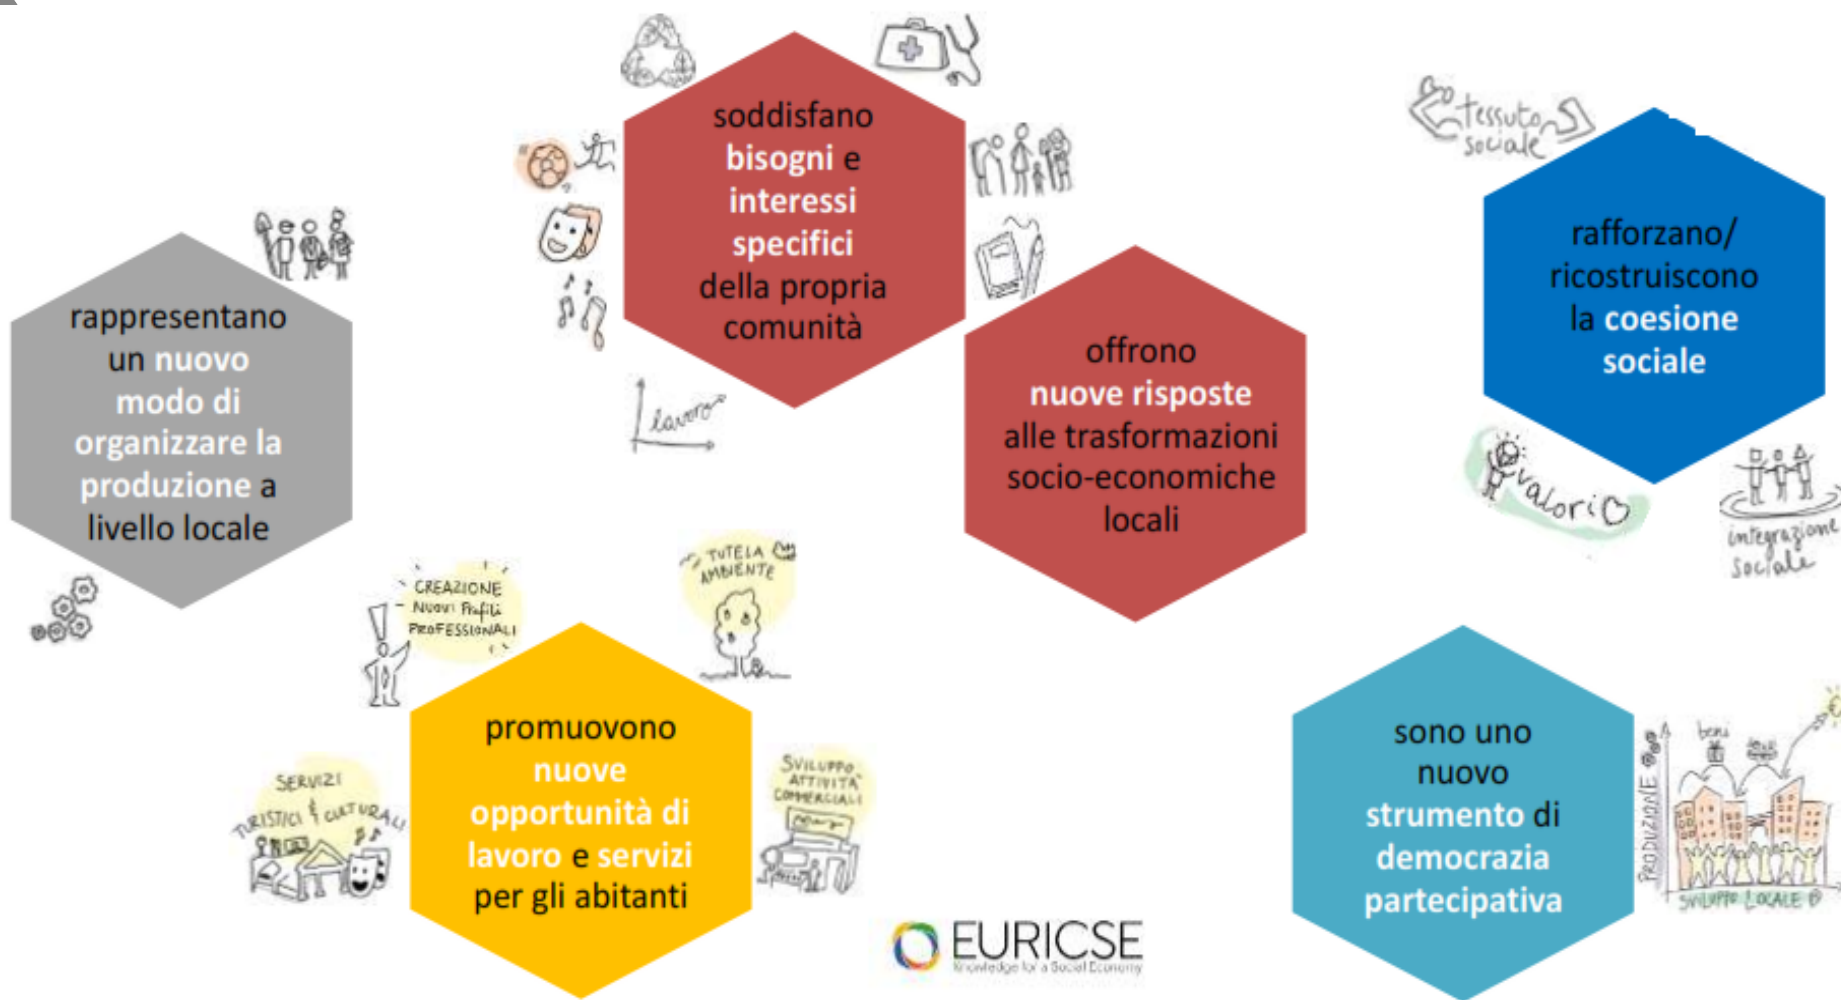 rappresentano
un nuovo
modo di
organizzare la
produzione a
livello locale
soddisfano
bisogni e
interessi
specifici
della propria
comunità
lavoro
offrono
nuove risposte
alle trasformazioni
socio-economiche
locali
tessuto
sociale
rafforzano/
ricostruiscono
la coesione
sociale
valori
integrazione
sociale
CREAZIONE
NUOVI PROFILI
PROFESSIONALI
TUTELA
AMBIENTE
SERVIZI
TURISTICI & CULTURALI
SVILUPPO
ATTIVITÀ
COMMERCIALI
promuovono
nuove
opportunità di
lavoro e servizi
per gli abitanti
sono uno
nuovo
strumento di
democrazia
partecipativa
PRODUZIONE
beni
SVILUPPO LOCALE
EURICSE
Knowledge for a Social Economy